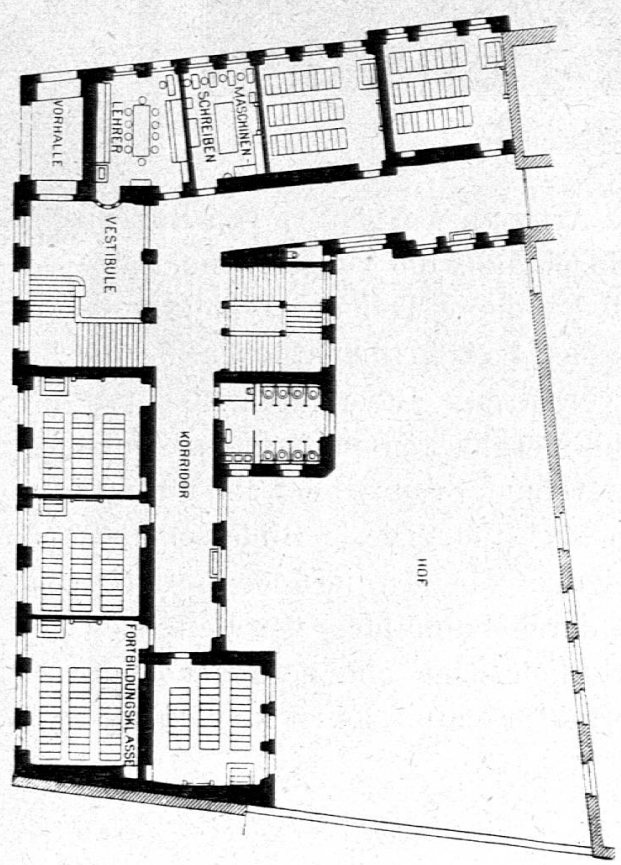 VORHALLE
LEHRER
MASCHINEN-
SCHREIBEN
VESTIBULE
KORRIDOR
HOF
FORTBILDUNGSKLASSE